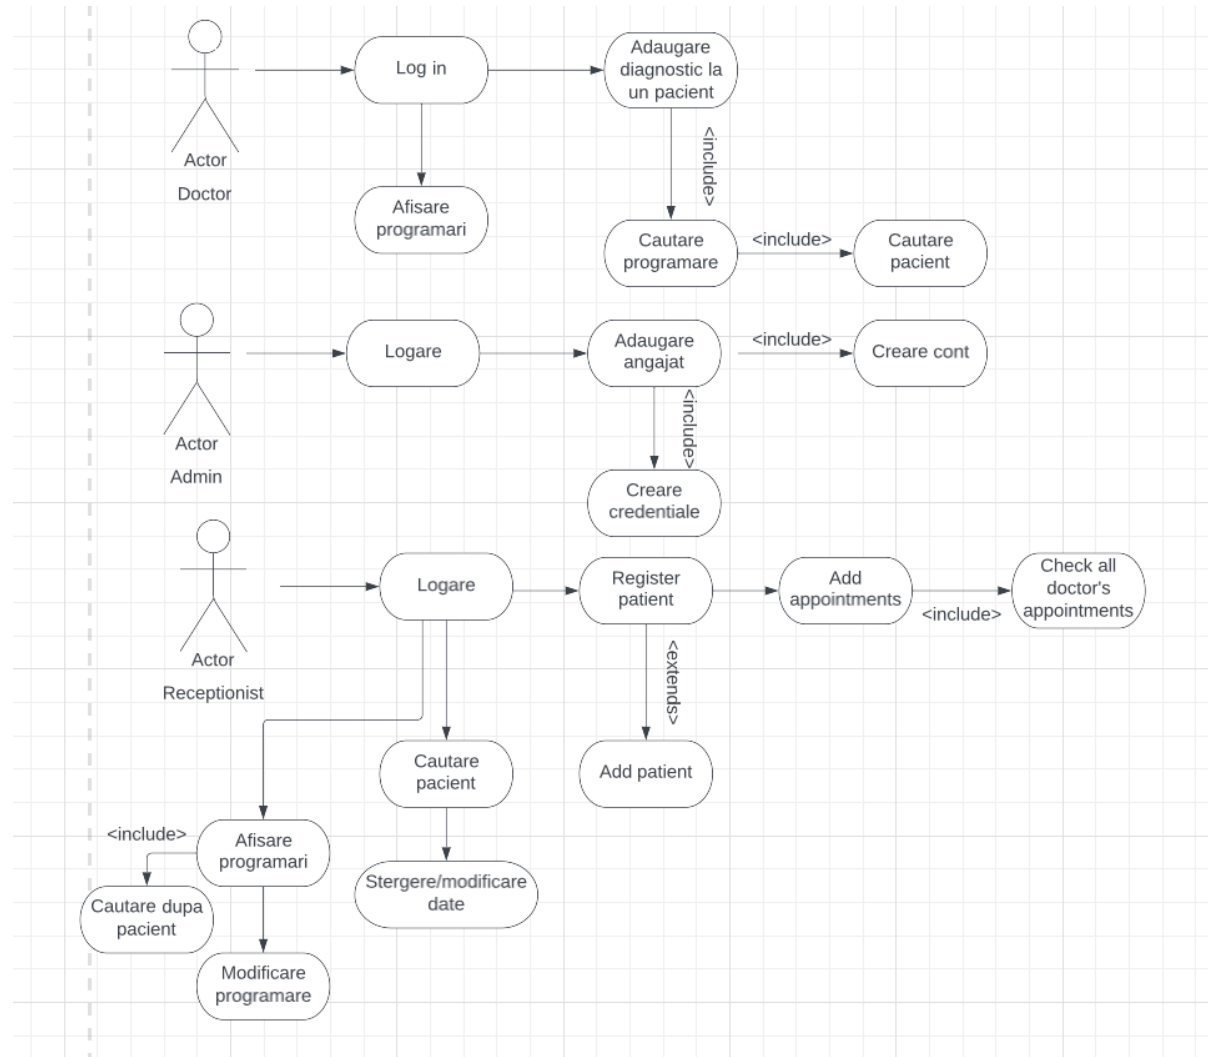 Actor
Doctor
Log in
Adaugare
diagnostic la
un pacient
<include>
Afisare
programari
Cautare
programare
<include>
Cautare
pacient
Actor
Admin
Logare
Adaugare
angajat
<include>
Creare cont
<include>
Creare
credentiale
Actor
Receptionist
Logare
Register
patient
Add
appointments
<include>
Check all
doctor's
appointments
<extends>
Cautare
pacient
Add patient
<include>
Afisare
programari
Cautare dupa
pacient
Stergere/modificare
date
Modificare
programare